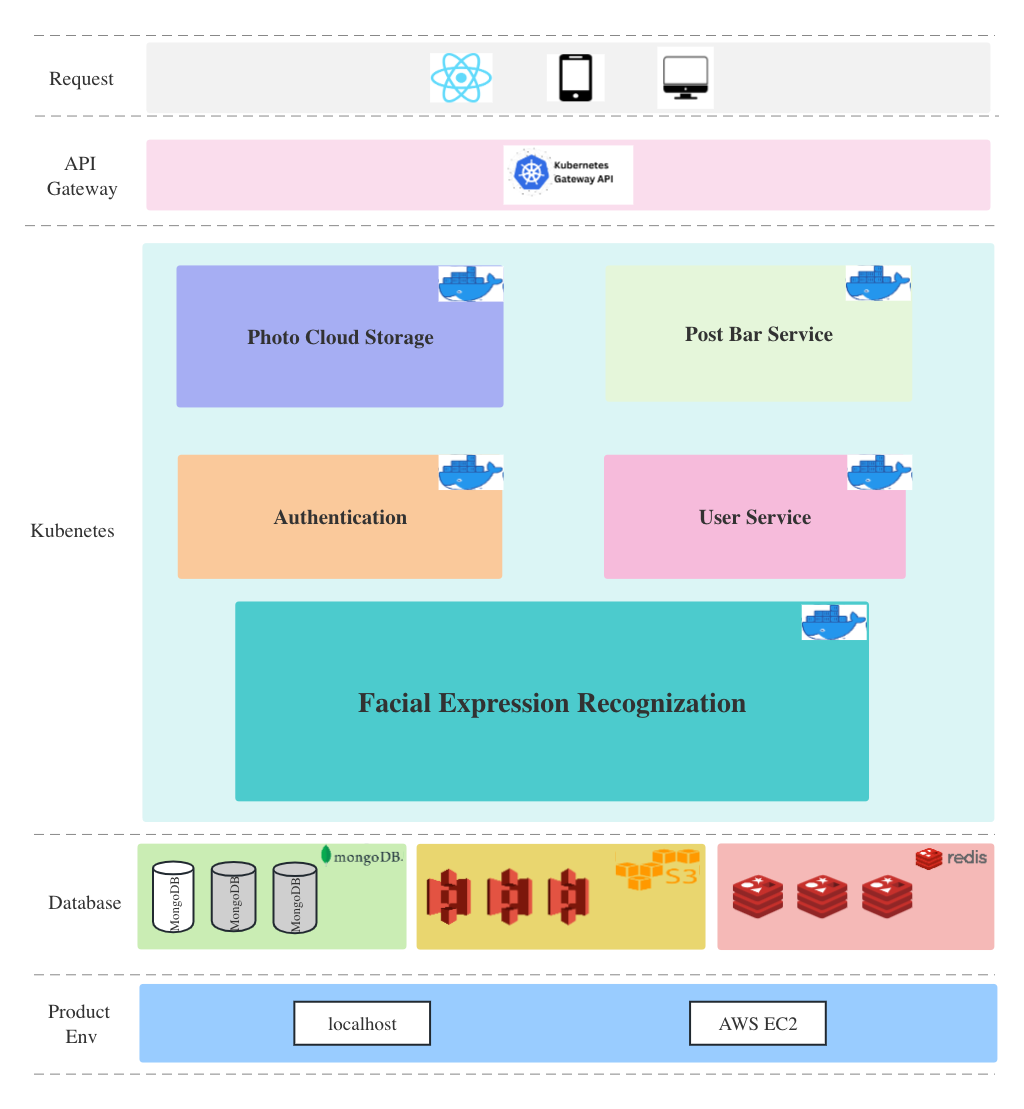 Request
API
Gateway
Kubernetes
Gateway API
Photo Cloud Storage
Post Bar Service
Kubenetes
Authentication
User Service
Facial Expression Recognization
Database
MongoDB
MongoDB
MongoDB
mongoDB.
S3
redis
Product
Env
localhost
AWS EC2